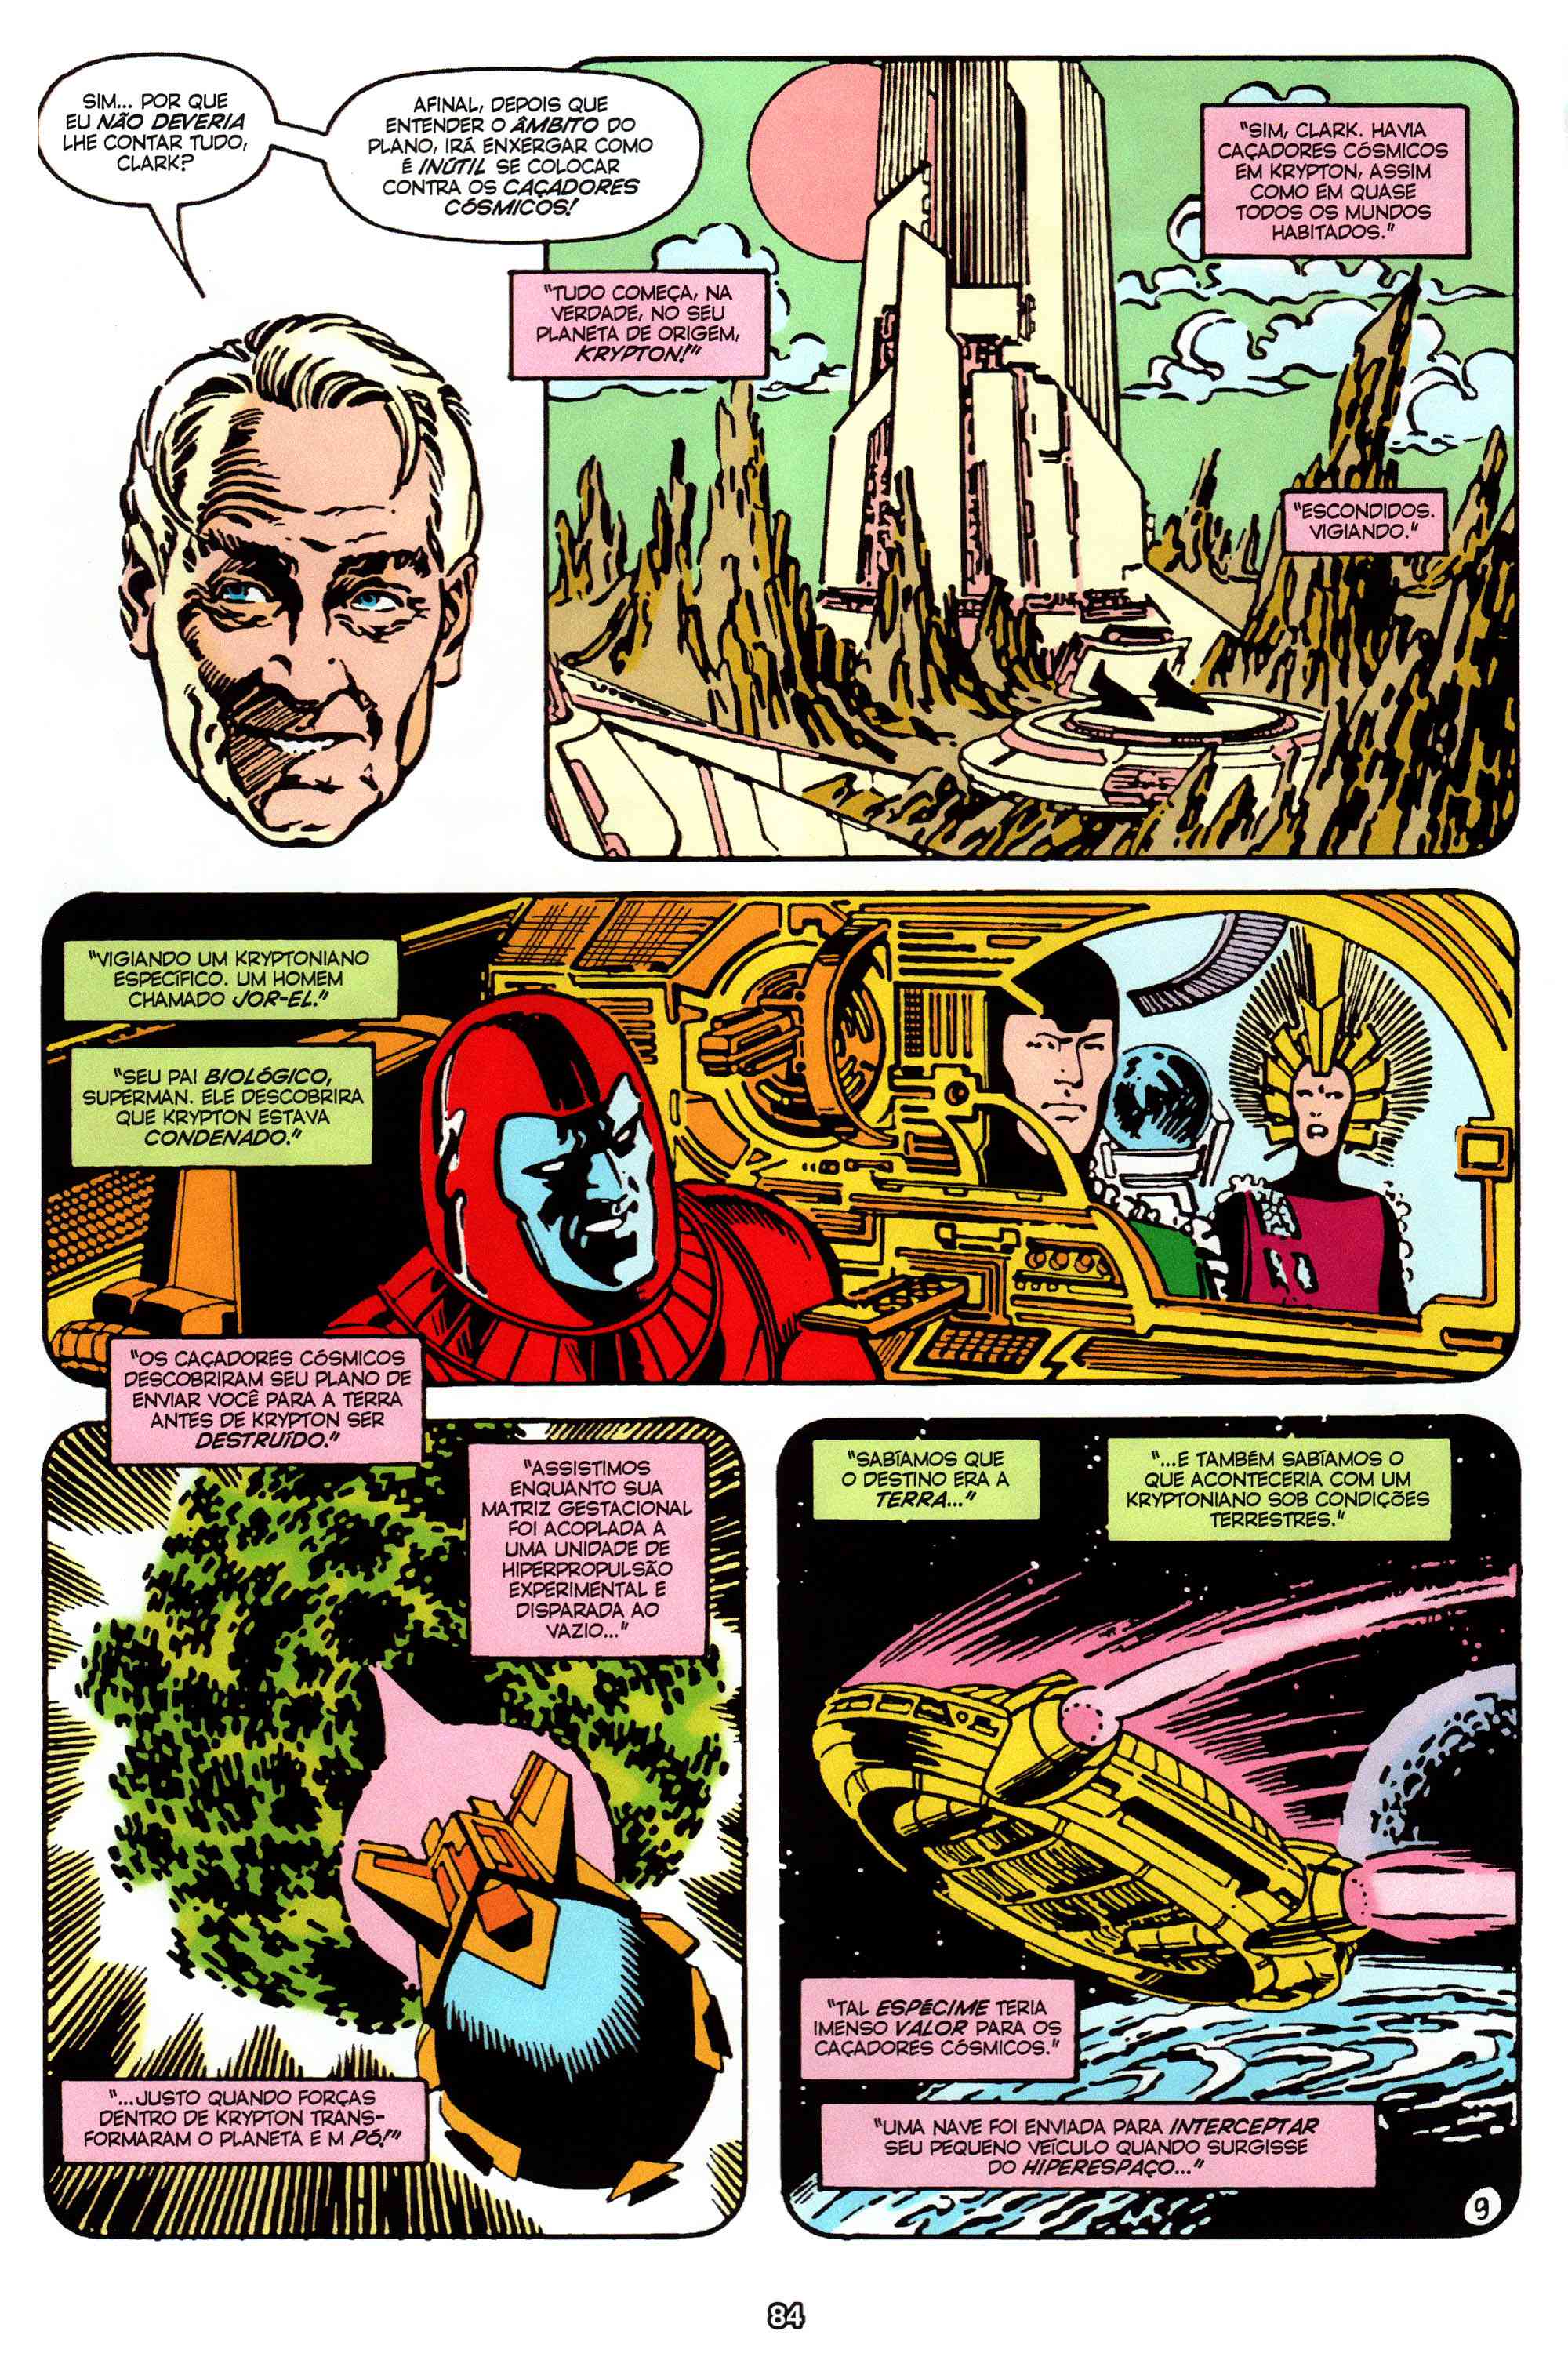 SIM... POR QUE
EU NÃO DEVERIA
LHE CONTAR TUDO,
CLARK?
AFINAL, DEPOIS QUE
ENTENDER O ÂMBITO DO
PLANO, IRÁ ENXERGAR COMO
É INÚTIL SE COLOCAR
CONTRA OS CAÇADORES
CÓSMICOS!
"TUDO COMEÇA, NA
VERDADE, NO SEU
PLANETA DE ORIGEM,
KRYPTON!"
"SIM, CLARK. HAVIA
CAÇADORES CÓSMICOS
EM KRYPTON, ASSIM
COMO EM QUASE
TODOS OS MUNDOS
HABITADOS."
"ESCONDIDOS.
VIGIANDO."
"VIGIANDO UM KRYPTONIANO
ESPECÍFICO. UM HOMEM
CHAMADO JOR-EL."
"SEU PAI BIOLÓGICO,
SUPERMAN. ELE DESCOBRIRA
QUE KRYPTON ESTAVA
CONDENADO."
"OS CAÇADORES CÓSMICOS
DESCOBRIRAM SEU PLANO DE
ENVIAR VOCÊ PARA A TERRA
ANTES DE KRYPTON SER
DESTRUÍDO."
"ASSISTIMOS
ENQUANTO SUA
MATRIZ GESTACIONAL
FOI ACOPLADA A
UMA UNIDADE DE
HIPERPROPULSÃO
EXPERIMENTAL E
DISPARADA AO
VAZIO..."
"...JUSTO QUANDO FORÇAS
DENTRO DE KRYPTON TRANS-
FORMARAM O PLANETA E M PÓ!"
"SABÍAMOS QUE
O DESTINO ERA A
TERRA..."
"...E TAMBÉM SABÍAMOS O
QUE ACONTECERIA COM UM
KRYPTONIANO SOB CONDIÇÕES
TERRESTRES."
"TAL ESPÉCIME TERIA
IMENSO VALOR PARA OS
CAÇADORES CÓSMICOS."
"UMA NAVE FOI ENVIADA PARA INTERCEPTAR
SEU PEQUENO VEÍCULO QUANDO SURGISSE
DO HIPERESPAÇO..."
9
84